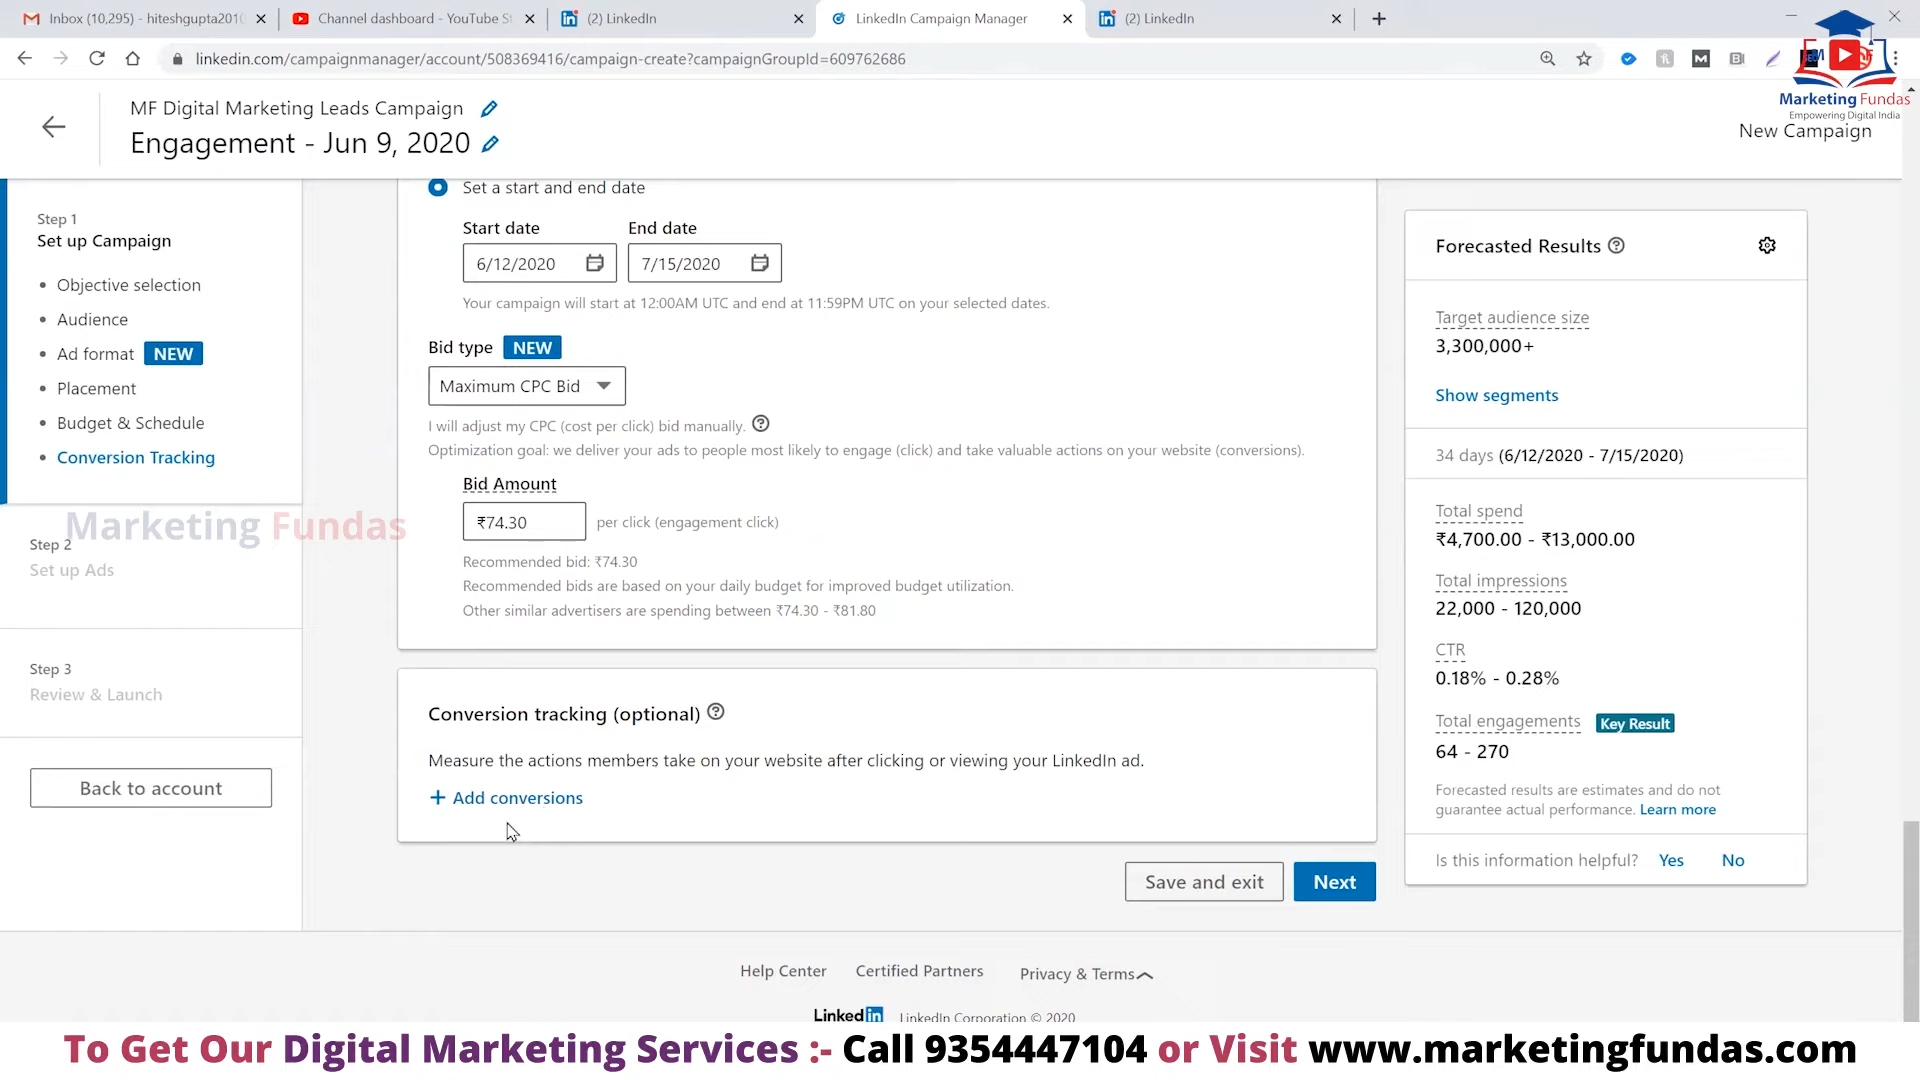 Inbox (10,295) - hiteshgupta2010
Channel dashboard - YouTube St
(2) LinkedIn
LinkedIn Campaign Manager
(2) LinkedIn
linkedin.com/campaignmanager/account/508369416/campaign-create?campaignGroupId=609762686
Marketing Fundas
Empowering Digital India
MF Digital Marketing Leads Campaign
Engagement - Jun 9, 2020
New Campaign
Step 1
Set up Campaign
Objective selection
Audience
Ad format NEW
Placement
Budget & Schedule
Conversion Tracking
Marketing Fundas
Step 2
Set up Ads
Step 3
Review & Launch
Back to account
Set a start and end date
Start date End date
6/12/2020 7/15/2020
Your campaign will start at 12:00AM UTC and end at 11:59PM UTC on your selected dates.
Bid type NEW
Maximum CPC Bid
I will adjust my CPC (cost per click) bid manually.
Optimization goal: we deliver your ads to people most likely to engage (click) and take valuable actions on your website (conversions).
Bid Amount
₹74.30 per click (engagement click)
Recommended bid: ₹74.30
Recommended bids are based on your daily budget for improved budget utilization.
Other similar advertisers are spending between ₹74.30 - ₹81.80
Conversion tracking (optional)
Measure the actions members take on your website after clicking or viewing your LinkedIn ad.
+ Add conversions
Save and exit Next
Forecasted Results
Target audience size
3,300,000+
Show segments
34 days (6/12/2020 - 7/15/2020)
Total spend
₹4,700.00 - ₹13,000.00
Total impressions
22,000 - 120,000
CTR
0.18% - 0.28%
Total engagements Key Result
64 - 270
Forecasted results are estimates and do not
guarantee actual performance. Learn more
Is this information helpful? Yes No
Help Center Certified Partners Privacy & Terms
Linkedin LinkedIn Corporation © 2020
To Get Our Digital Marketing Services :- Call 9354447104 or Visit www.marketingfundas.com